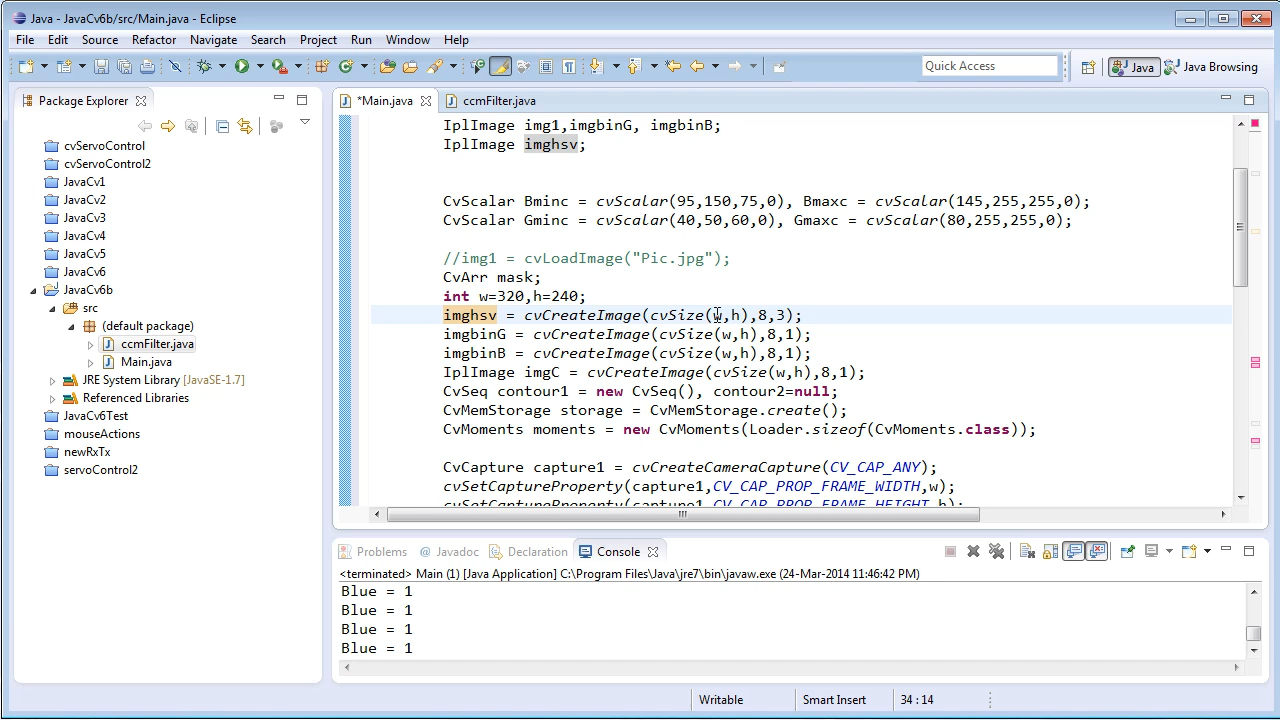 Java - JavaCv6b/src/Main.java - Eclipse
File Edit Source Refactor Navigate Search Project Run Window Help
Quick Access Java Java Browsing
Package Explorer
cvServoControl
cvServoControl2
JavaCv1
JavaCv2
JavaCv3
JavaCv4
JavaCv5
JavaCv6
JavaCv6b
src
(default package)
ccmFilter.java
Main.java
JRE System Library [JavaSE-1.7]
Referenced Libraries
JavaCv6Test
mouseActions
newRxTx
servoControl2
*Main.java ccmFilter.java
IplImage img1,imgbinG, imgbinB;
IplImage imghsv;
CvScalar Bminc = cvScalar(95,150,75,0), Bmaxc = cvScalar(145,255,255,0);
CvScalar Gminc = cvScalar(40,50,60,0), Gmaxc = cvScalar(80,255,255,0);
//img1 = cvLoadImage("Pic.jpg");
CvArr mask;
int w=320,h=240;
imghsv = cvCreateImage(cvSize(w,h),8,3);
imgbinG = cvCreateImage(cvSize(w,h),8,1);
imgbinB = cvCreateImage(cvSize(w,h),8,1);
IplImage imgC = cvCreateImage(cvSize(w,h),8,1);
CvSeq contour1 = new CvSeq(), contour2=null;
CvMemStorage storage = CvMemStorage.create();
CvMoments moments = new CvMoments(Loader.sizeof(CvMoments.class));
CvCapture capture1 = cvCreateCameraCapture(CV_CAP_ANY);
cvSetCaptureProperty(capture1,CV_CAP_PROP_FRAME_WIDTH,w);
cvSetCaptureProperty(capture1,CV_CAP_PROP_FRAME_HEIGHT,h);
Problems @ Javadoc Declaration Console
<terminated> Main (1) [Java Application] C:\Program Files\Java\jre7\bin\javaw.exe (24-Mar-2014 11:46:42 PM)
Blue = 1
Blue = 1
Blue = 1
Blue = 1
Writable Smart Insert 34 : 14